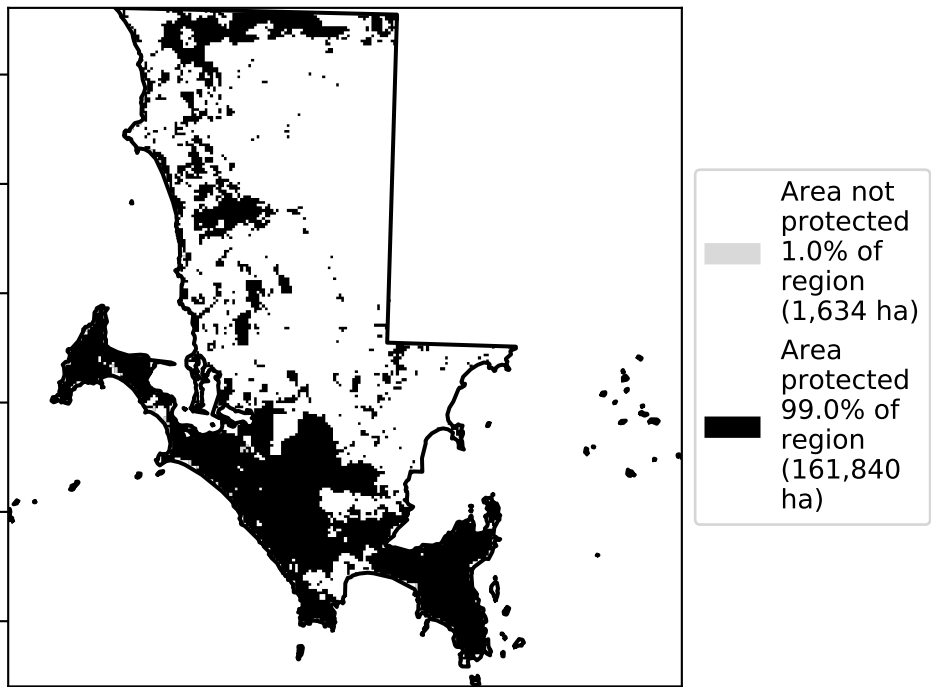 Area not
protected
1.0% of
region
(1,634 ha)
Area
protected
99.0% of
region
(161,840
ha)